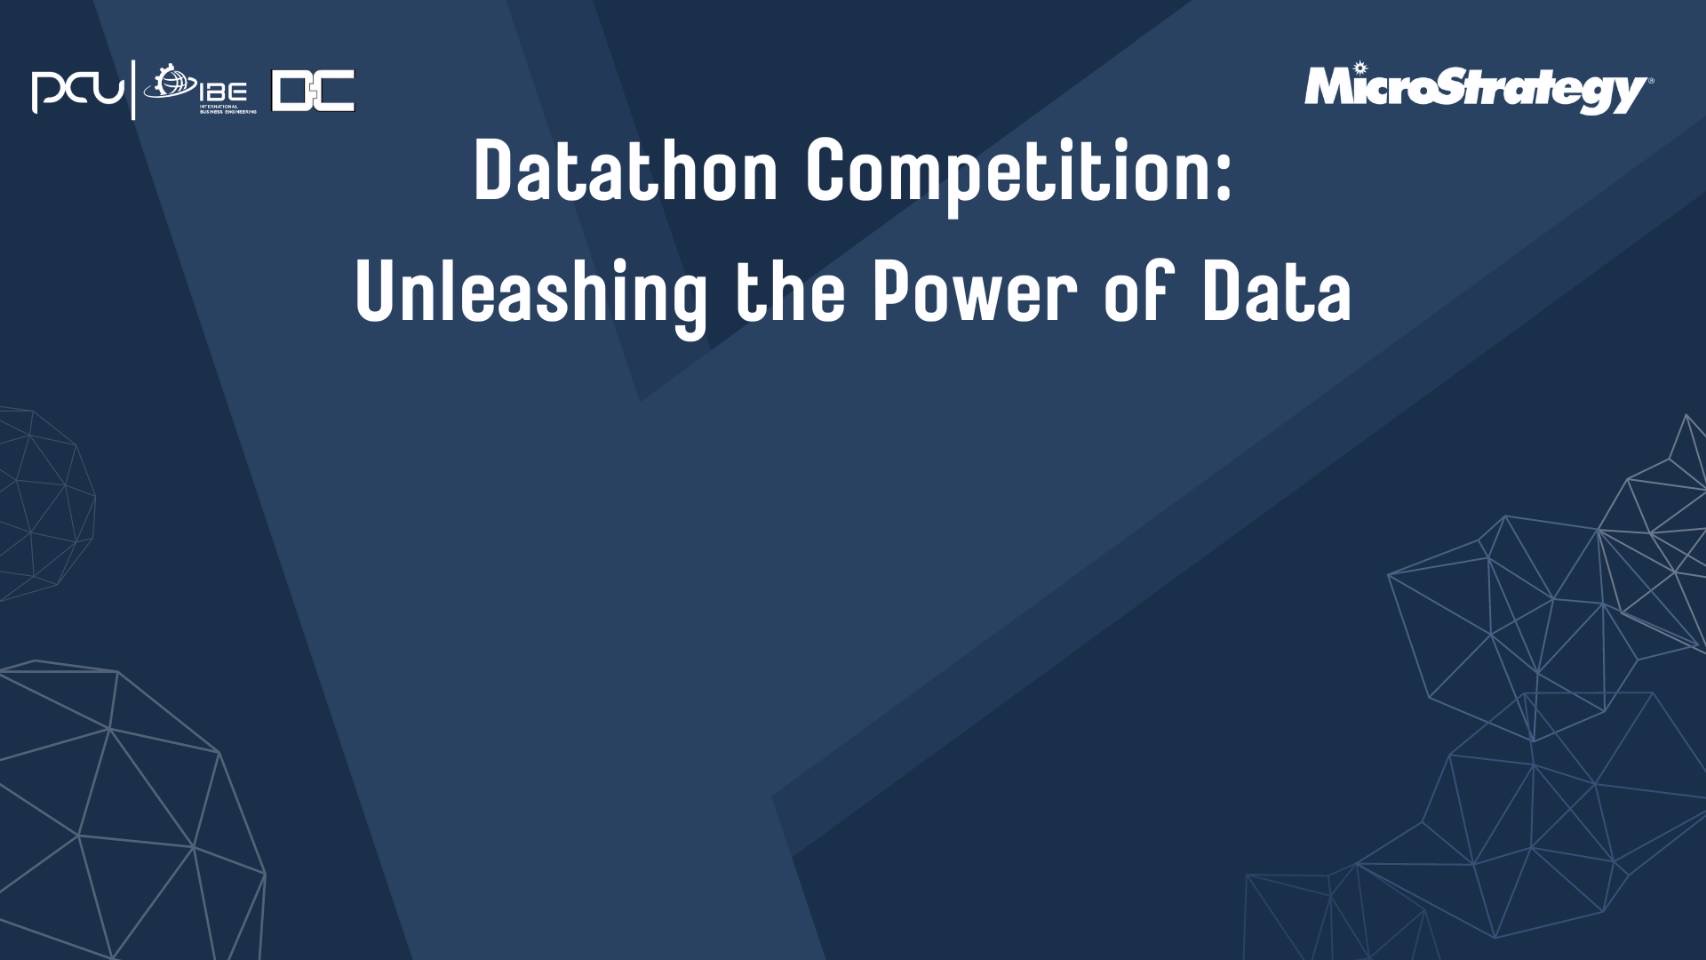 PCU
IBE
INTERNATIONAL
BUSINESS ENGINEERING
DC
MicroStrategy®
Datathon Competition:
Unleashing the Power of Data